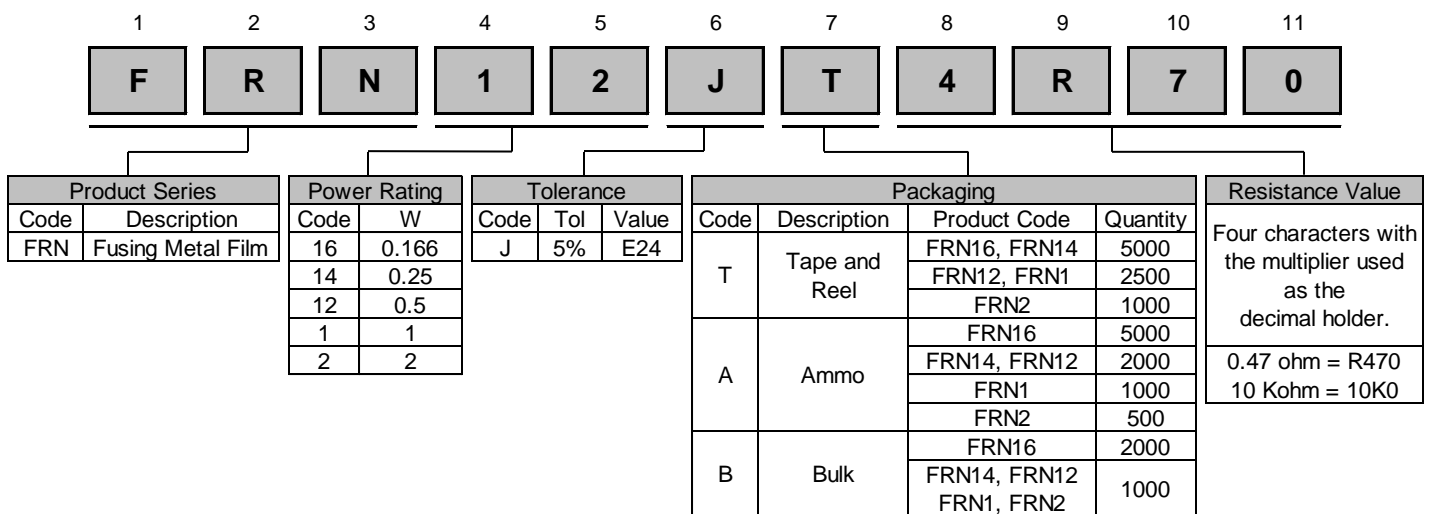 1 2 3 4 5 6 7 8 9 10 11
F R N 1 2 J T 4 R 7 0
Product Series
Code Description
FRN Fusing Metal Film
Power Rating
Code W
16 0.166
14 0.25
12 0.5
1 1
2 2
Tolerance
Code Tol Value
J 5% E24
Packaging
Code Description Product Code Quantity
T Tape and Reel FRN16, FRN14 5000
FRN12, FRN1 2500
FRN2 1000
A Ammo FRN16 5000
FRN14, FRN12 2000
FRN1 1000
FRN2 500
B Bulk FRN16 2000
FRN14, FRN12
FRN1, FRN2 1000
Resistance Value
Four characters with
the multiplier used
as the
decimal holder.
0.47 ohm = R470
10 Kohm = 10K0